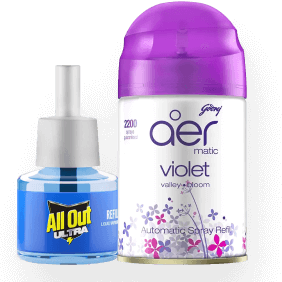 Godrej
aer
matic
2200
violet
valley • bloom
Automatic Spray Refill
All Out
ULTRA
REFILL